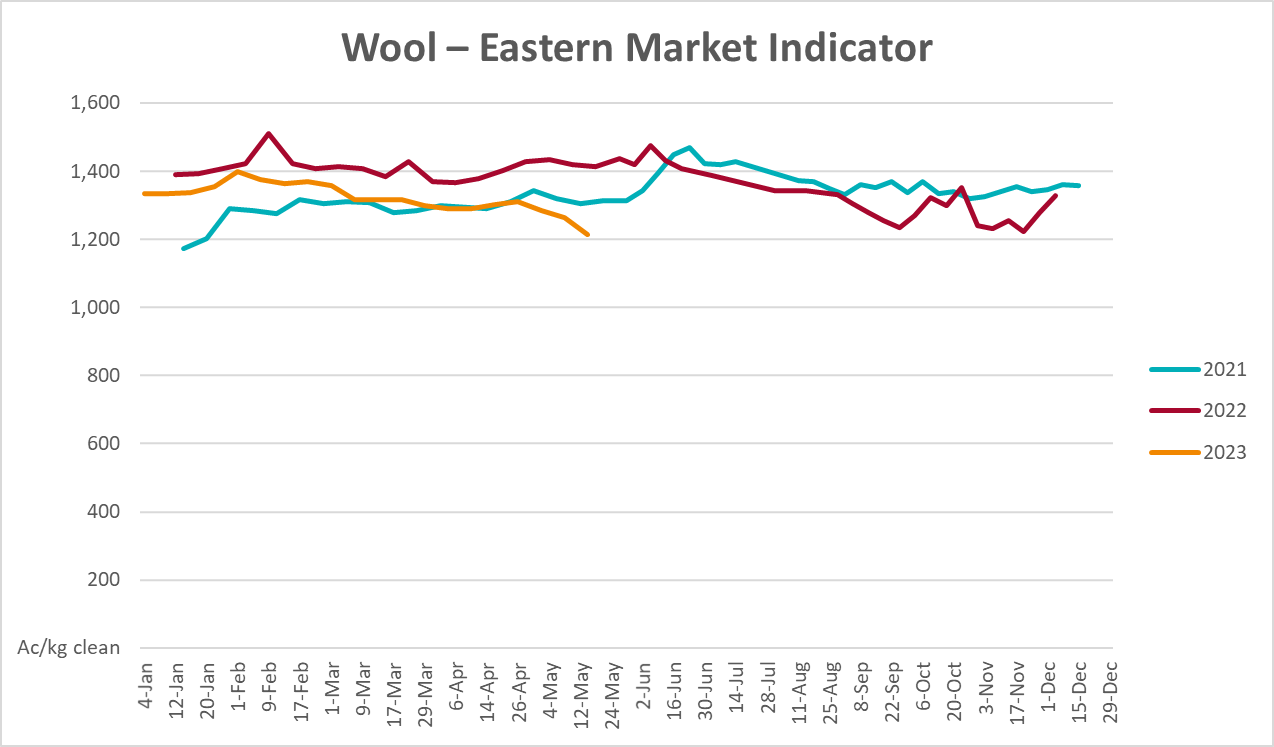 Wool – Eastern Market Indicator
1,600
1,400
1,200
1,000
800
600
400
200
Ac/kg clean
4-Jan
12-Jan
20-Jan
1-Feb
9-Feb
17-Feb
1-Mar
9-Mar
17-Mar
29-Mar
6-Apr
14-Apr
26-Apr
4-May
12-May
24-May
2-Jun
16-Jun
30-Jun
14-Jul
28-Jul
11-Aug
25-Aug
8-Sep
22-Sep
6-Oct
20-Oct
3-Nov
17-Nov
1-Dec
15-Dec
29-Dec
2021
2022
2023